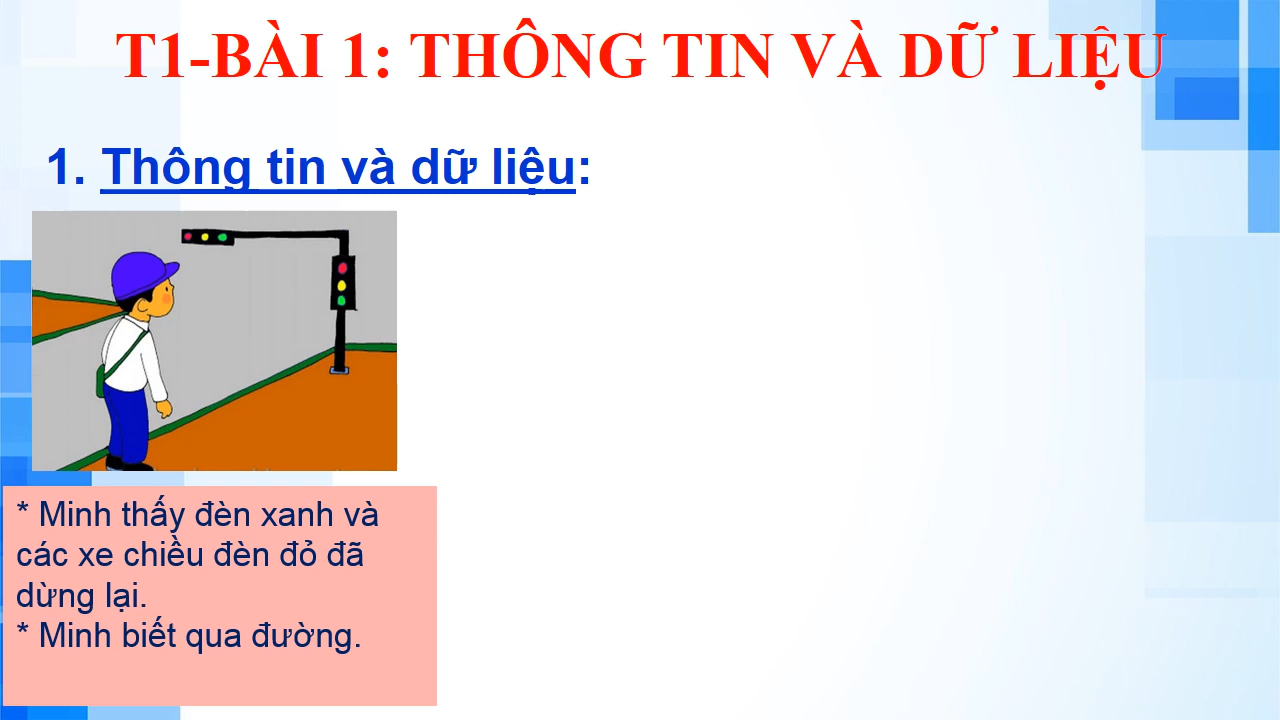 T1-BÀI 1: THÔNG TIN VÀ DỮ LIỆU
1. Thông tin và dữ liệu:
* Minh thấy đèn xanh và
các xe chiều đèn đỏ đã
dừng lại.
* Minh biết qua đường.